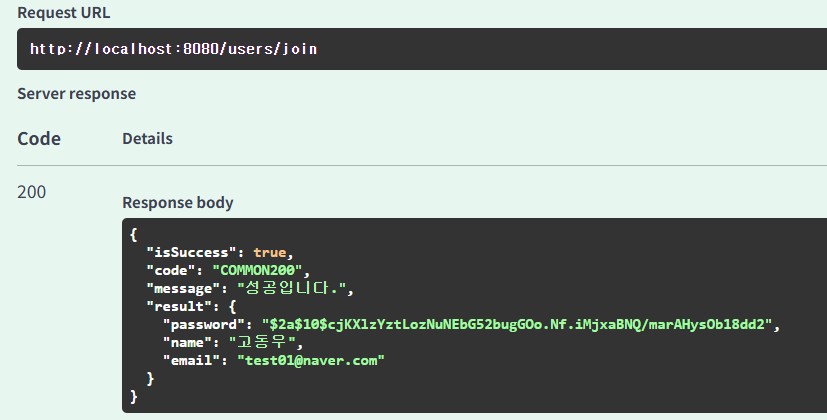 Request URL
http://localhost:8080/users/join
Server response
Code Details
200
Response body
{
"isSuccess": true,
"code": "COMMON200",
"message": "성공입니다.",
"result": {
"password": "$2a$10$cjKXlzYztLozNuNEbG52bugGOo.Nf.iMjxaBNQ/marAHysOb18dd2",
"name": "고동우",
"email": "test01@naver.com"
}
}